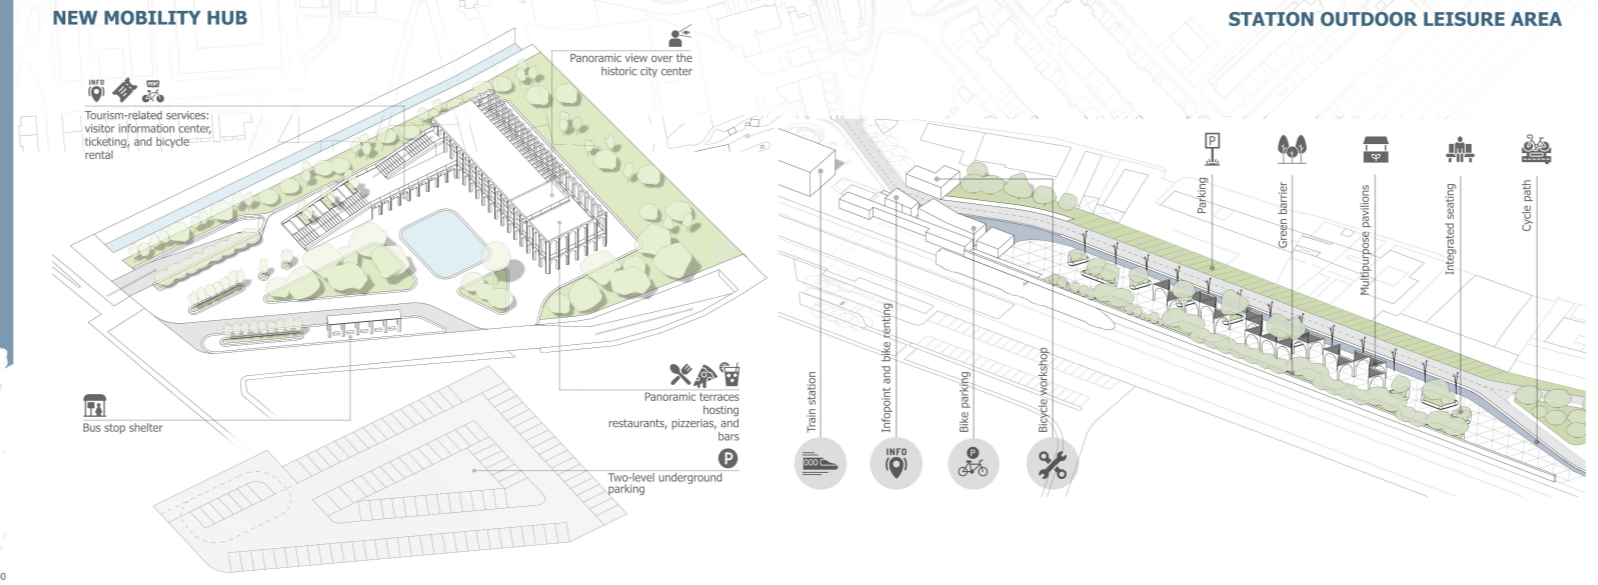 NEW MOBILITY HUB
STATION OUTDOOR LEISURE AREA
INFO
RENT
Tourism-related services:
visitor information center,
ticketing, and bicycle
rental
Panoramic view over the
historic city center
Bus stop shelter
Panoramic terraces
hosting
restaurants, pizzerias, and
bars
P
Two-level underground
parking
P
Parking
Green barrier
Multipurpose pavilions
Integrated seating
Cycle path
Train station
Infopoint and bike renting
Bike parking
Bicycle workshop
INFO
P